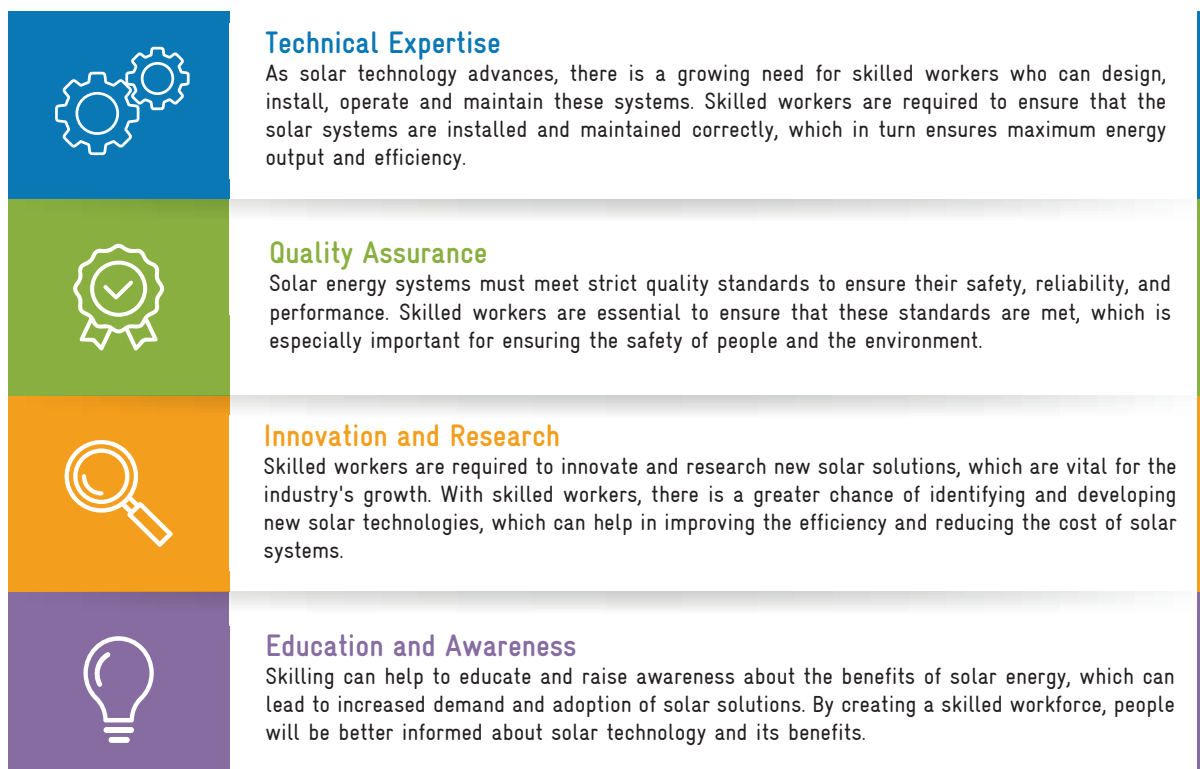 Technical Expertise
As solar technology advances, there is a growing need for skilled workers who can design,
install, operate and maintain these systems. Skilled workers are required to ensure that the
solar systems are installed and maintained correctly, which in turn ensures maximum energy
output and efficiency.
Quality Assurance
Solar energy systems must meet strict quality standards to ensure their safety, reliability, and
performance. Skilled workers are essential to ensure that these standards are met, which is
especially important for ensuring the safety of people and the environment.
Innovation and Research
Skilled workers are required to innovate and research new solar solutions, which are vital for the
industry's growth. With skilled workers, there is a greater chance of identifying and developing
new solar technologies, which can help in improving the efficiency and reducing the cost of solar
systems.
Education and Awareness
Skilling can help to educate and raise awareness about the benefits of solar energy, which can
lead to increased demand and adoption of solar solutions. By creating a skilled workforce, people
will be better informed about solar technology and its benefits.